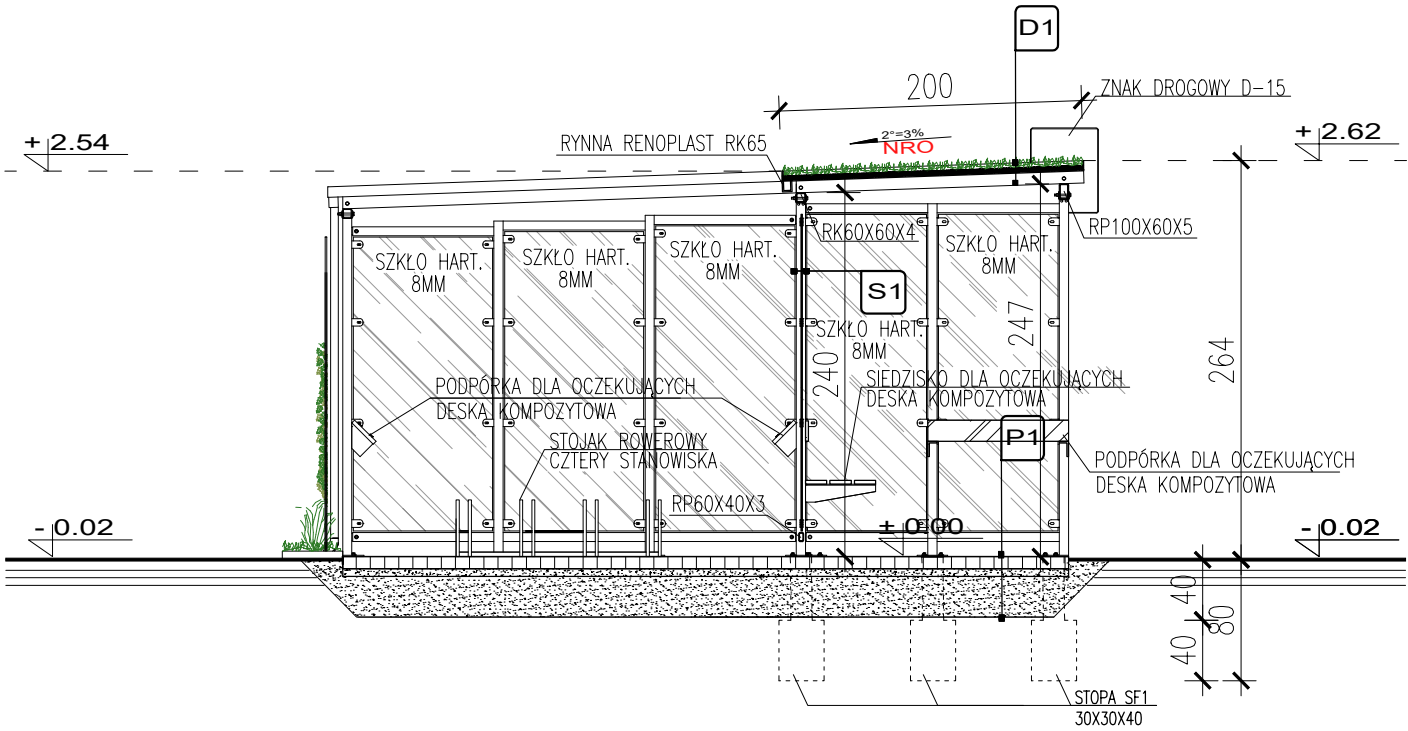 D1
200
ZNAK DROGOWY D-15
+ 2.54
RYNNA RENOPLAST RK65
2°=3%
NRO
+ 2.62
RK60X60X4
RP100X60X5
SZKŁO HART.
8MM
SZKŁO HART.
8MM
SZKŁO HART.
8MM
SZKŁO HART.
8MM
S1
SZKŁO HART.
8MM
240
247
264
PODPÓRKA DLA OCZEKUJĄCYCH
DESKA KOMPOZYTOWA
SIEDZISKO DLA OCZEKUJĄCYCH
DESKA KOMPOZYTOWA
P1
STOJAK ROWEROWY
CZTERY STANOWISKA
PODPÓRKA DLA OCZEKUJĄCYCH
DESKA KOMPOZYTOWA
RP60X40X3
- 0.02
± 0.00
- 0.02
40
80
40
STOPA SF1
30X30X40